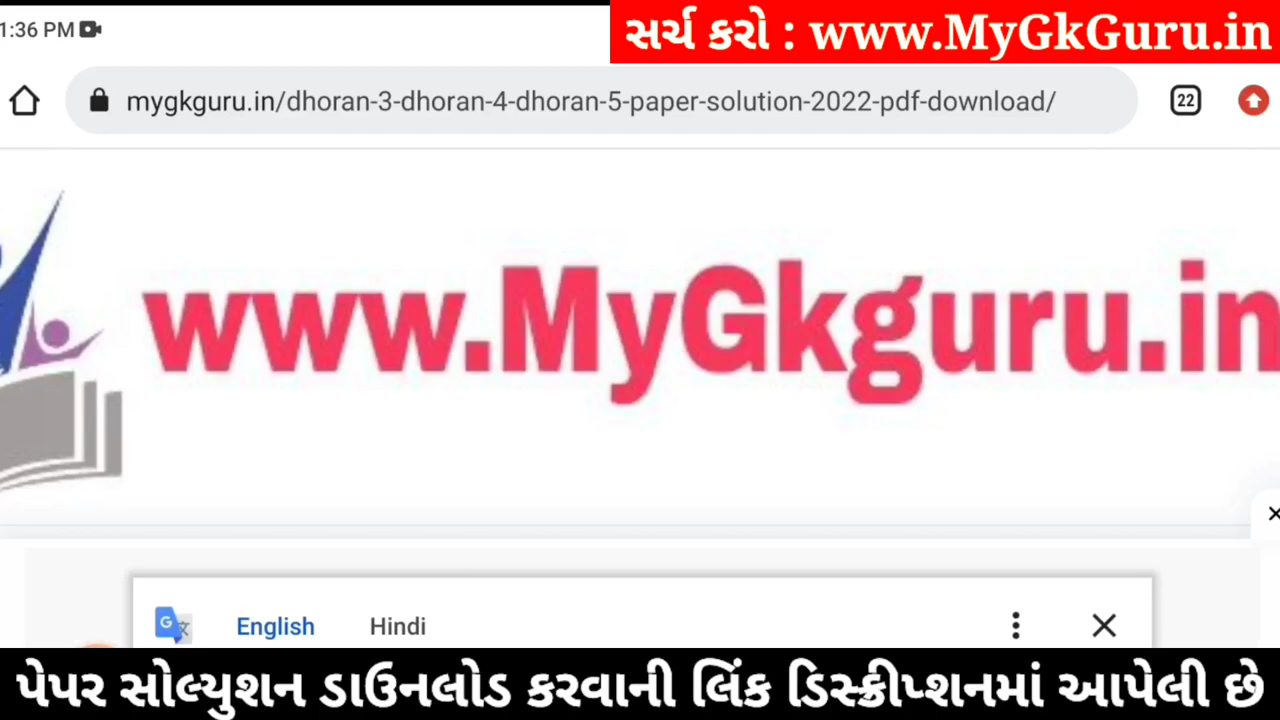 1:36 PM
સર્ચ કરો : www.MyGkGuru.in
mygkguru.in/dhoran-3-dhoran-4-dhoran-5-paper-solution-2022-pdf-download/
22
www.MyGkguru.in
English Hindi
પેપર સોલ્યુશન ડાઉનલોડ કરવાની લિંક ડિસ્ક્રીપ્શનમાં આપેલી છે